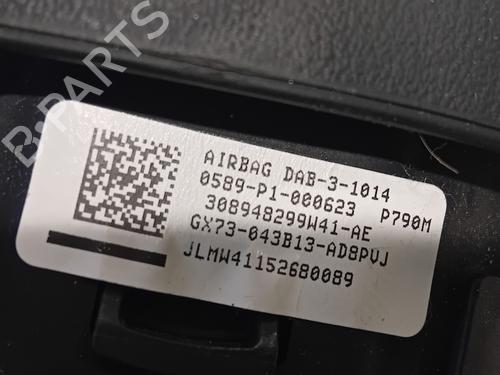 B-PARTS
AIRBAG DAB-3-1014
0589-P1-000623 P790M
308948299W41-AE
GX73-043B13-AD8PVJ
JLMW41152680089